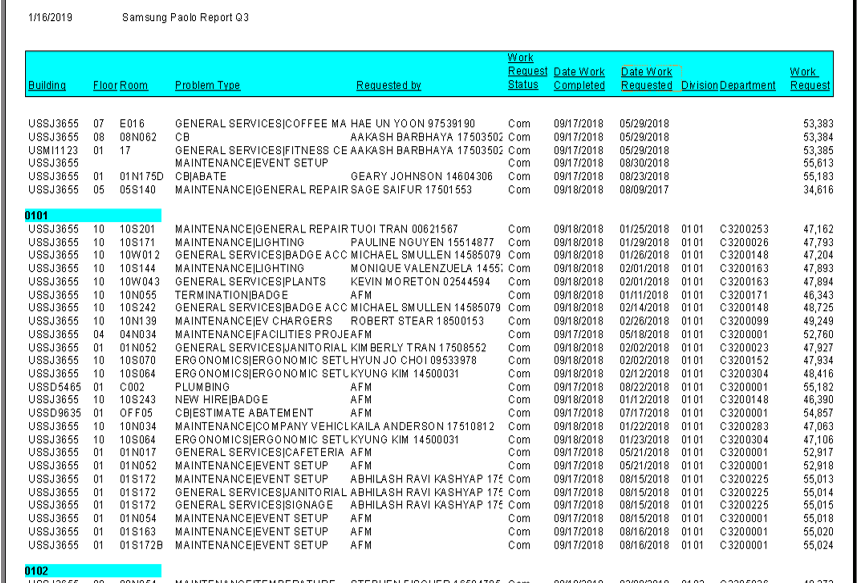 1/16/2019 Samsung Paolo Report Q3
Work
Request Date Work Date Work Work
Building Floor Room Problem Type Requested by Status Completed Requested Division Department Request
USSJ3655 07 E016 GENERAL SERVICES|COFFEE MA HAE UN YOON 97539190 Com 09/17/2018 05/29/2018 53,383
USSJ3655 08 08N062 CB AAKASH BARBHAYA 17503502 Com 09/17/2018 05/29/2018 53,384
USMI1123 01 17 GENERAL SERVICES|FITNESS CE AAKASH BARBHAYA 17503502 Com 09/17/2018 05/29/2018 53,385
USSJ3655 MAINTENANCE|EVENT SETUP Com 09/17/2018 08/30/2018 55,613
USSJ3655 01 01N175D CB|ABATE GEARY JOHNSON 14604306 Com 09/17/2018 08/23/2018 55,183
USSJ3655 05 05S140 MAINTENANCE|GENERAL REPAIR SAGE SAIFUR 17501553 Com 09/18/2018 08/09/2017 34,616
0101
USSJ3655 10 10S201 MAINTENANCE|GENERAL REPAIR TUOI TRAN 00621567 Com 09/18/2018 01/25/2018 0101 C3200253 47,162
USSJ3655 10 10S171 MAINTENANCE|LIGHTING PAULINE NGUYEN 15514877 Com 09/18/2018 01/29/2018 0101 C3200026 47,793
USSJ3655 10 10W012 GENERAL SERVICES|BADGE ACC MICHAEL SMULLEN 14585079 Com 09/18/2018 01/26/2018 0101 C3200148 47,204
USSJ3655 10 10S144 MAINTENANCE|LIGHTING MONIQUE VALENZUELA 1455 Com 09/18/2018 02/01/2018 0101 C3200163 47,893
USSJ3655 10 10W043 GENERAL SERVICES|PLANTS KEVIN MORETON 02544594 Com 09/18/2018 02/01/2018 0101 C3200163 47,894
USSJ3655 10 10N055 TERMINATION|BADGE AFM Com 09/18/2018 01/11/2018 0101 C3200171 46,343
USSJ3655 10 10S242 GENERAL SERVICES|BADGE ACC MICHAEL SMULLEN 14585079 Com 09/18/2018 02/14/2018 0101 C3200148 48,725
USSJ3655 10 10N139 MAINTENANCE|EV CHARGERS ROBERT STEAR 18500153 Com 09/18/2018 02/26/2018 0101 C3200099 49,249
USSJ3655 04 04N034 MAINTENANCE|FACILITIES PROJE AFM Com 09/17/2018 05/18/2018 0101 C3200001 52,760
USSJ3655 01 01N052 GENERAL SERVICES|JANITORIAL KIMBERLY TRAN 17508552 Com 09/18/2018 02/02/2018 0101 C3200023 47,927
USSJ3655 10 10S070 ERGONOMICS|ERGONOMIC SETU HYUN JO CHOI 09533978 Com 09/18/2018 02/02/2018 0101 C3200152 47,934
USSJ3655 10 10S064 ERGONOMICS|ERGONOMIC SETU KYUNG KIM 14500031 Com 09/18/2018 02/12/2018 0101 C3200304 48,416
USSD5465 01 C002 PLUMBING AFM Com 09/17/2018 08/22/2018 0101 C3200001 55,182
USSJ3655 10 10S243 NEW HIRE|BADGE AFM Com 09/18/2018 01/12/2018 0101 C3200148 46,390
USSD9635 01 OFF05 CB|ESTIMATE ABATEMENT AFM Com 09/17/2018 07/17/2018 0101 C3200001 54,857
USSJ3655 10 10N034 MAINTENANCE|COMPANY VEHICL KAILA ANDERSON 17510812 Com 09/18/2018 01/22/2018 0101 C3200283 47,063
USSJ3655 10 10S064 ERGONOMICS|ERGONOMIC SETU KYUNG KIM 14500031 Com 09/18/2018 01/23/2018 0101 C3200304 47,106
USSJ3655 01 01N017 GENERAL SERVICES|CAFETERIA AFM Com 09/17/2018 05/21/2018 0101 C3200001 52,917
USSJ3655 01 01N052 MAINTENANCE|EVENT SETUP AFM Com 09/17/2018 05/21/2018 0101 C3200001 52,918
USSJ3655 01 01S172 MAINTENANCE|EVENT SETUP ABHILASH RAVI KASHYAP 175 Com 09/17/2018 08/15/2018 0101 C3200225 55,013
USSJ3655 01 01S172 GENERAL SERVICES|JANITORIAL ABHILASH RAVI KASHYAP 175 Com 09/17/2018 08/15/2018 0101 C3200225 55,014
USSJ3655 01 01S172 GENERAL SERVICES|SIGNAGE ABHILASH RAVI KASHYAP 175 Com 09/17/2018 08/15/2018 0101 C3200225 55,015
USSJ3655 01 01N054 MAINTENANCE|EVENT SETUP AFM Com 09/17/2018 08/15/2018 0101 C3200001 55,018
USSJ3655 01 01S163 MAINTENANCE|EVENT SETUP AFM Com 09/17/2018 08/16/2018 0101 C3200001 55,020
USSJ3655 01 01S172B MAINTENANCE|EVENT SETUP AFM Com 09/17/2018 08/16/2018 0101 C3200001 55,024
0102